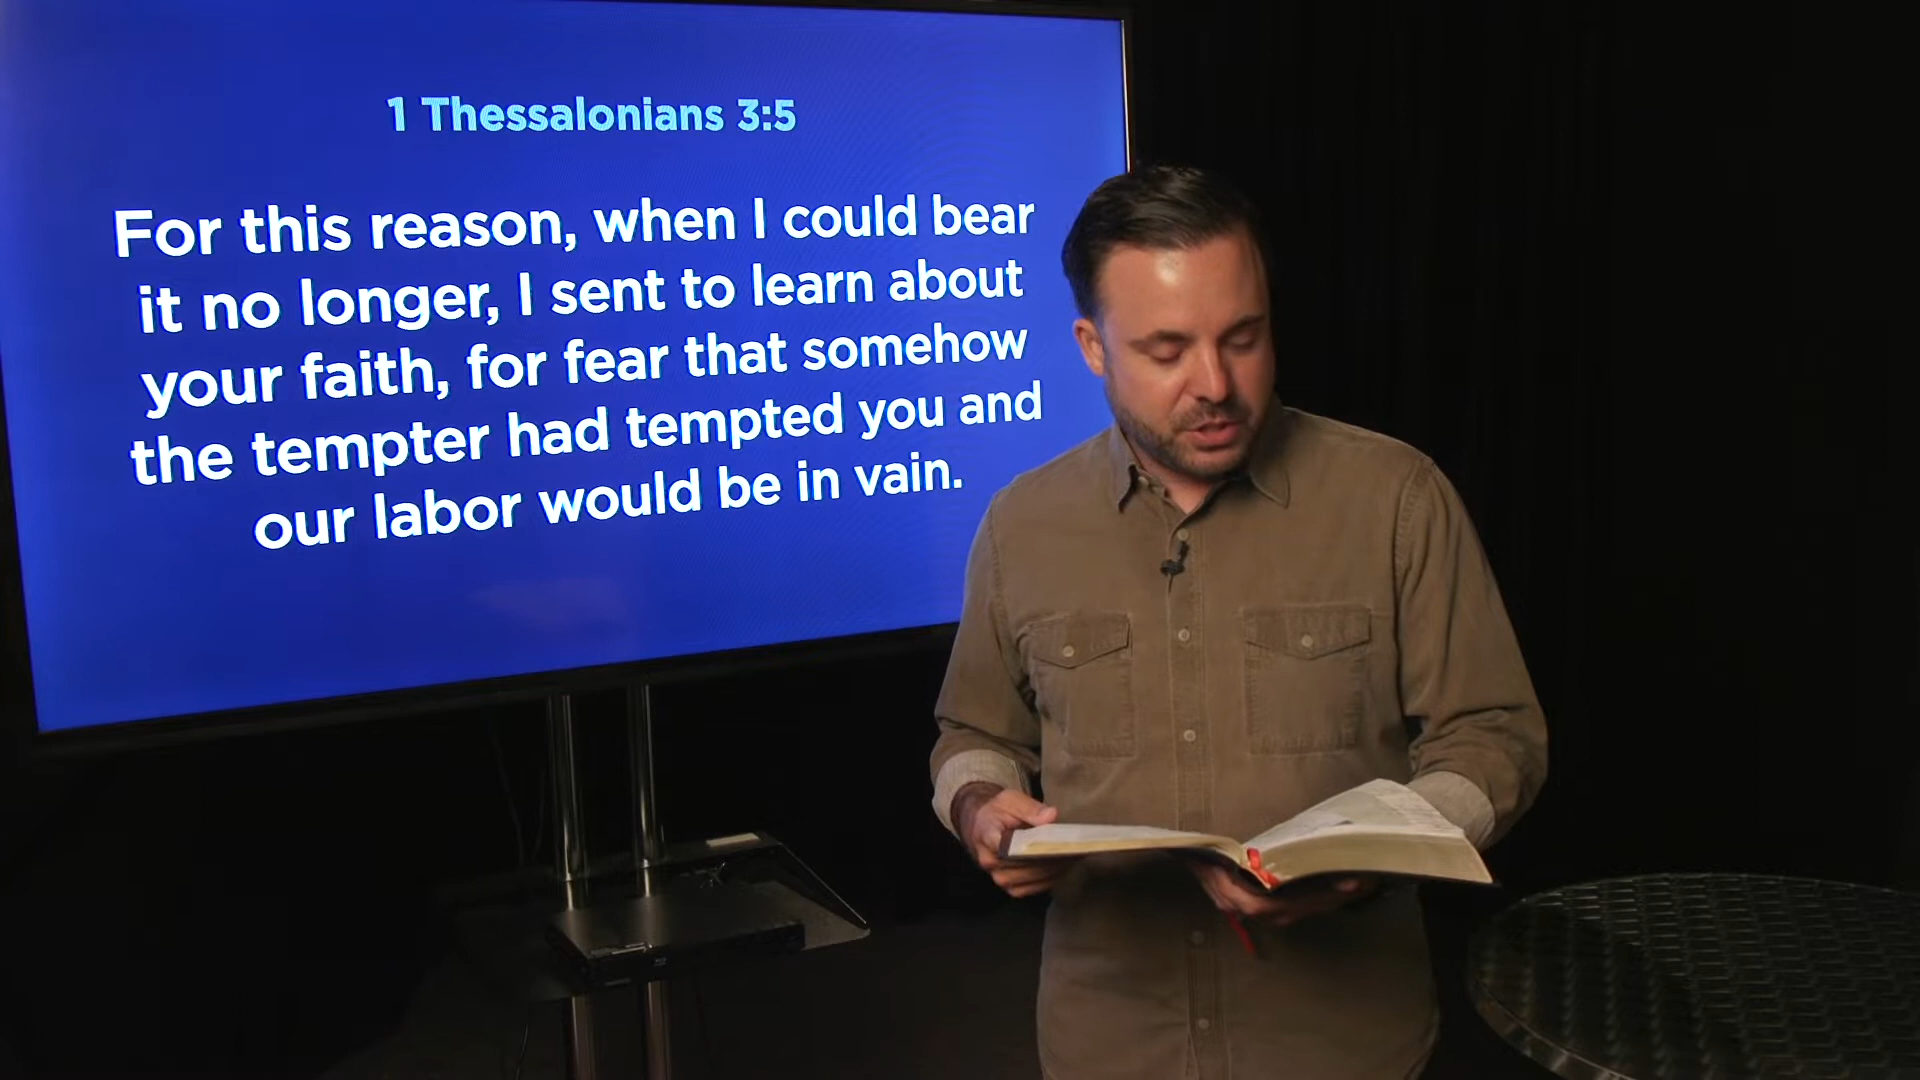 1 Thessalonians 3:5
For this reason, when I could bear
it no longer, I sent to learn about
your faith, for fear that somehow
the tempter had tempted you and
our labor would be in vain.